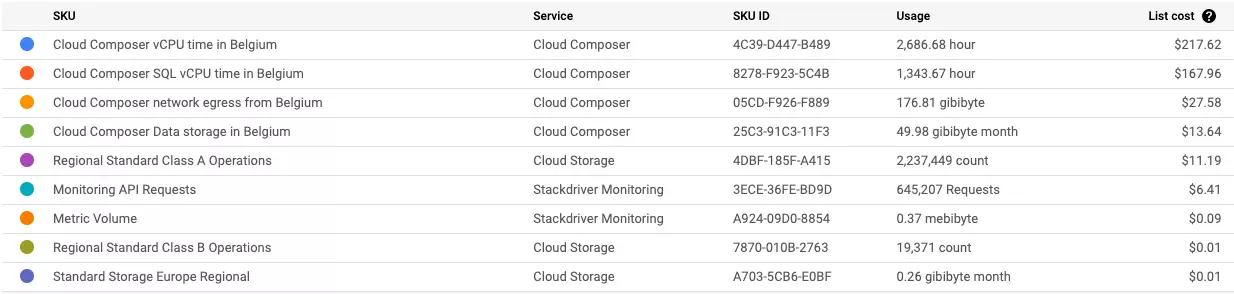 SKU Service SKU ID Usage List cost ?
Cloud Composer vCPU time in Belgium Cloud Composer 4C39-D447-B489 2,686.68 hour $217.62
Cloud Composer SQL vCPU time in Belgium Cloud Composer 8278-F923-5C4B 1,343.67 hour $167.96
Cloud Composer network egress from Belgium Cloud Composer 05CD-F926-F889 176.81 gibibyte $27.58
Cloud Composer Data storage in Belgium Cloud Composer 25C3-91C3-11F3 49.98 gibibyte month $13.64
Regional Standard Class A Operations Cloud Storage 4DBF-185F-A415 2,237,449 count $11.19
Monitoring API Requests Stackdriver Monitoring 3ECE-36FE-BD9D 645,207 Requests $6.41
Metric Volume Stackdriver Monitoring A924-09D0-8854 0.37 mebibyte $0.09
Regional Standard Class B Operations Cloud Storage 7870-010B-2763 19,371 count $0.01
Standard Storage Europe Regional Cloud Storage A703-5CB6-E0BF 0.26 gibibyte month $0.01